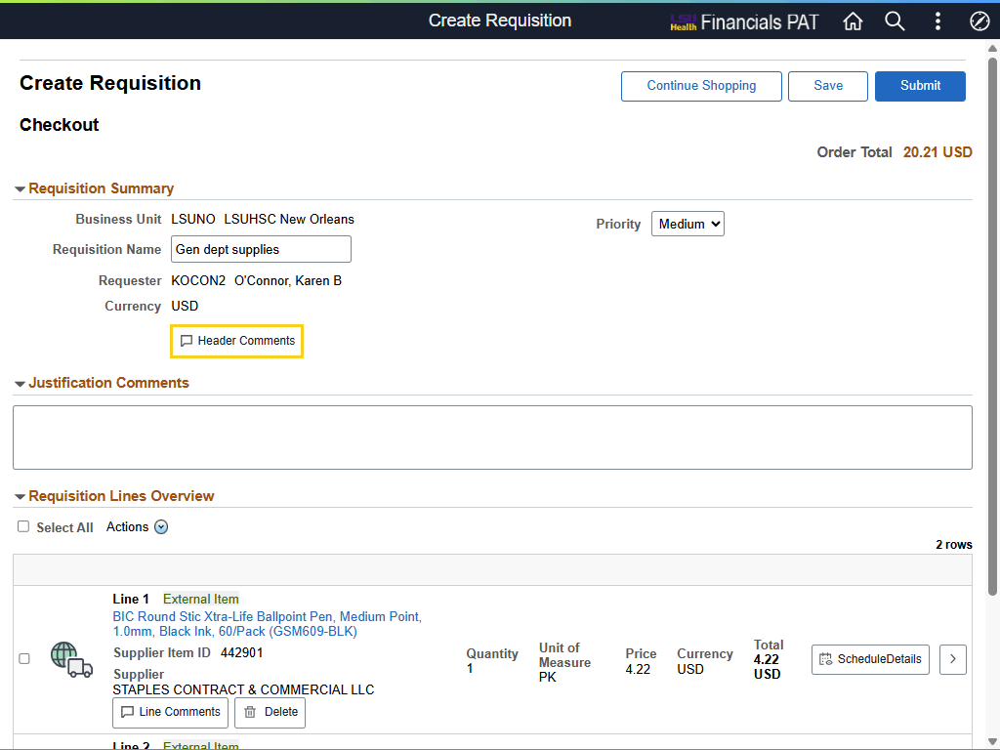 Create Requisition
LSU Health Financials PAT
Create Requisition
Continue Shopping
Save
Submit
Checkout
Order Total 20.21 USD
Requisition Summary
Business Unit LSUNO LSUHSC New Orleans
Priority Medium
Requisition Name Gen dept supplies
Requester KOCON2 O'Connor, Karen B
Currency USD
Header Comments
Justification Comments
Requisition Lines Overview
Select All Actions
2 rows
Line 1 External Item
BIC Round Stic Xtra-Life Ballpoint Pen, Medium Point,
1.0mm, Black Ink, 60/Pack (GSM609-BLK)
Supplier Item ID 442901
Supplier
STAPLES CONTRACT & COMMERCIAL LLC
Quantity
1
Unit of
Measure
PK
Price
4.22
Currency
USD
Total
4.22
USD
ScheduleDetails
Line Comments
Delete
Line 2 External Item